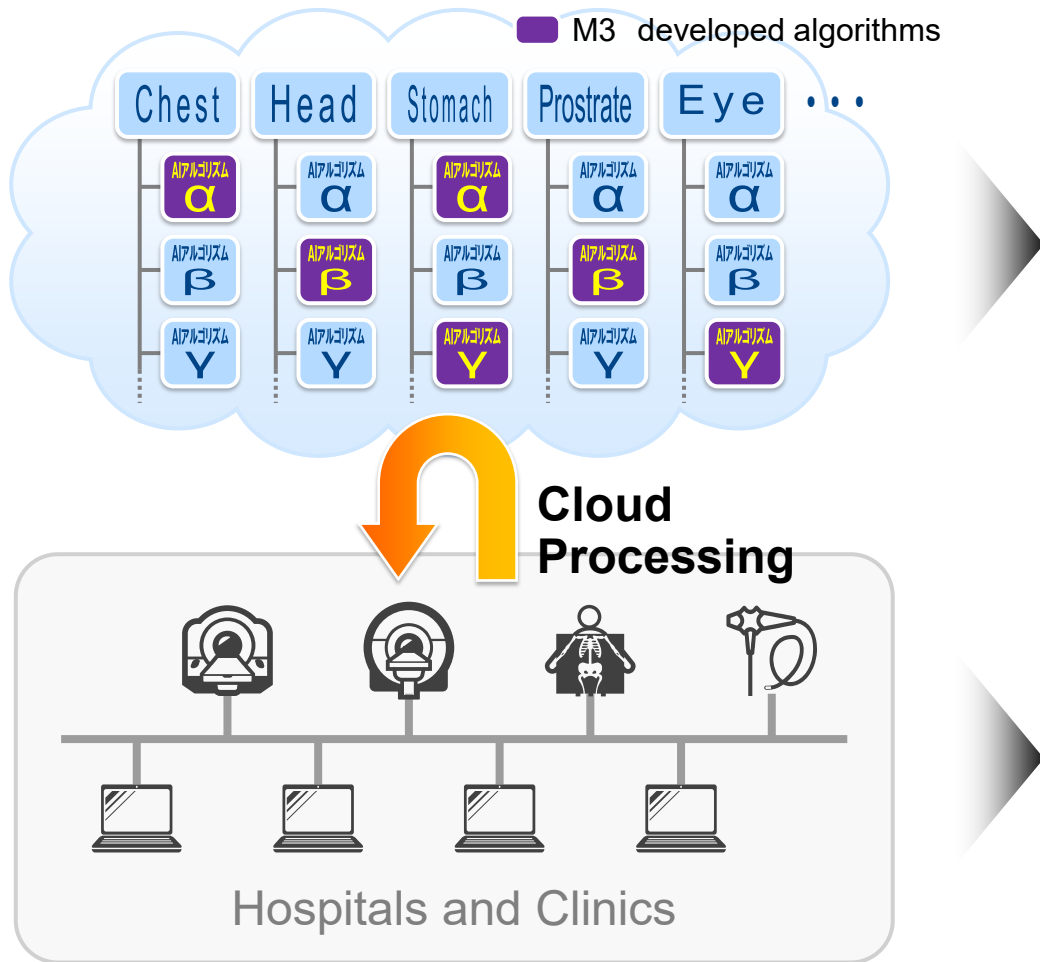 M3 developed algorithms
Chest Head Stomach Prostrate Eye ・・・
AIアルゴリズム AIアルゴリズム AIアルゴリズム AIアルゴリズム AIアルゴリズム
α α α α α
AIアルゴリズム AIアルゴリズム AIアルゴリズム AIアルゴリズム AIアルゴリズム
β β β β β
AIアルゴリズム AIアルゴリズム AIアルゴリズム AIアルゴリズム AIアルゴリズム
γ γ γ γ γ
Cloud
Processing
Hospitals and Clinics